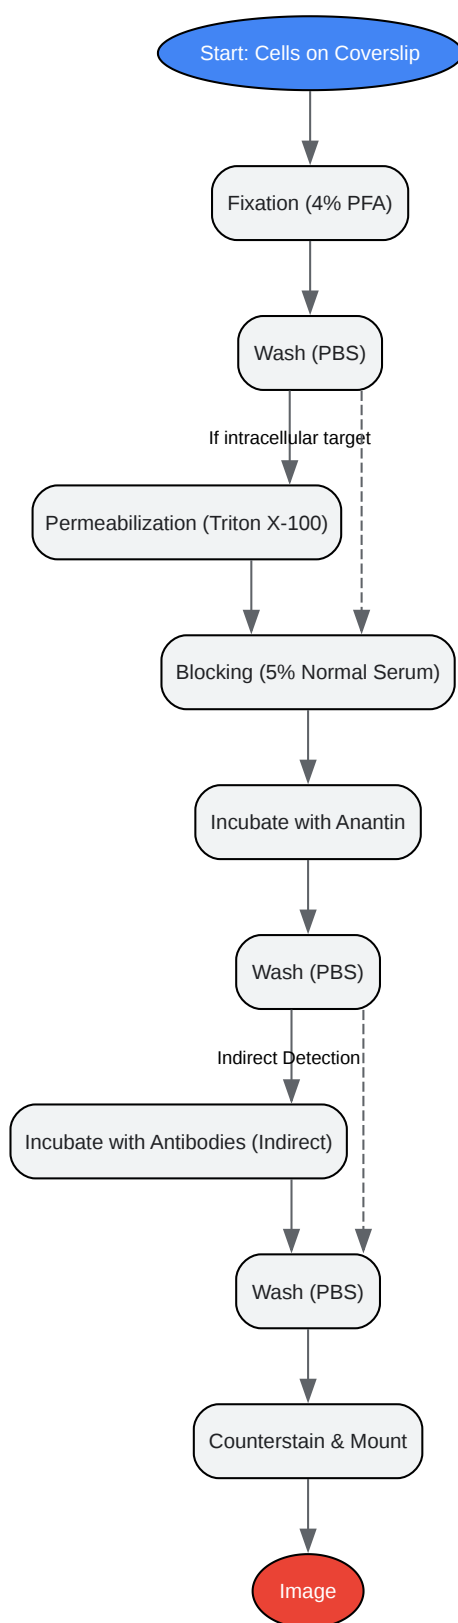 Start: Cells on Coverslip
Fixation (4% PFA)
Wash (PBS)
If intracellular target
Permeabilization (Triton X-100)
Blocking (5% Normal Serum)
Incubate with Anantin
Wash (PBS)
Indirect Detection
Incubate with Antibodies (Indirect)
Wash (PBS)
Counterstain & Mount
Image